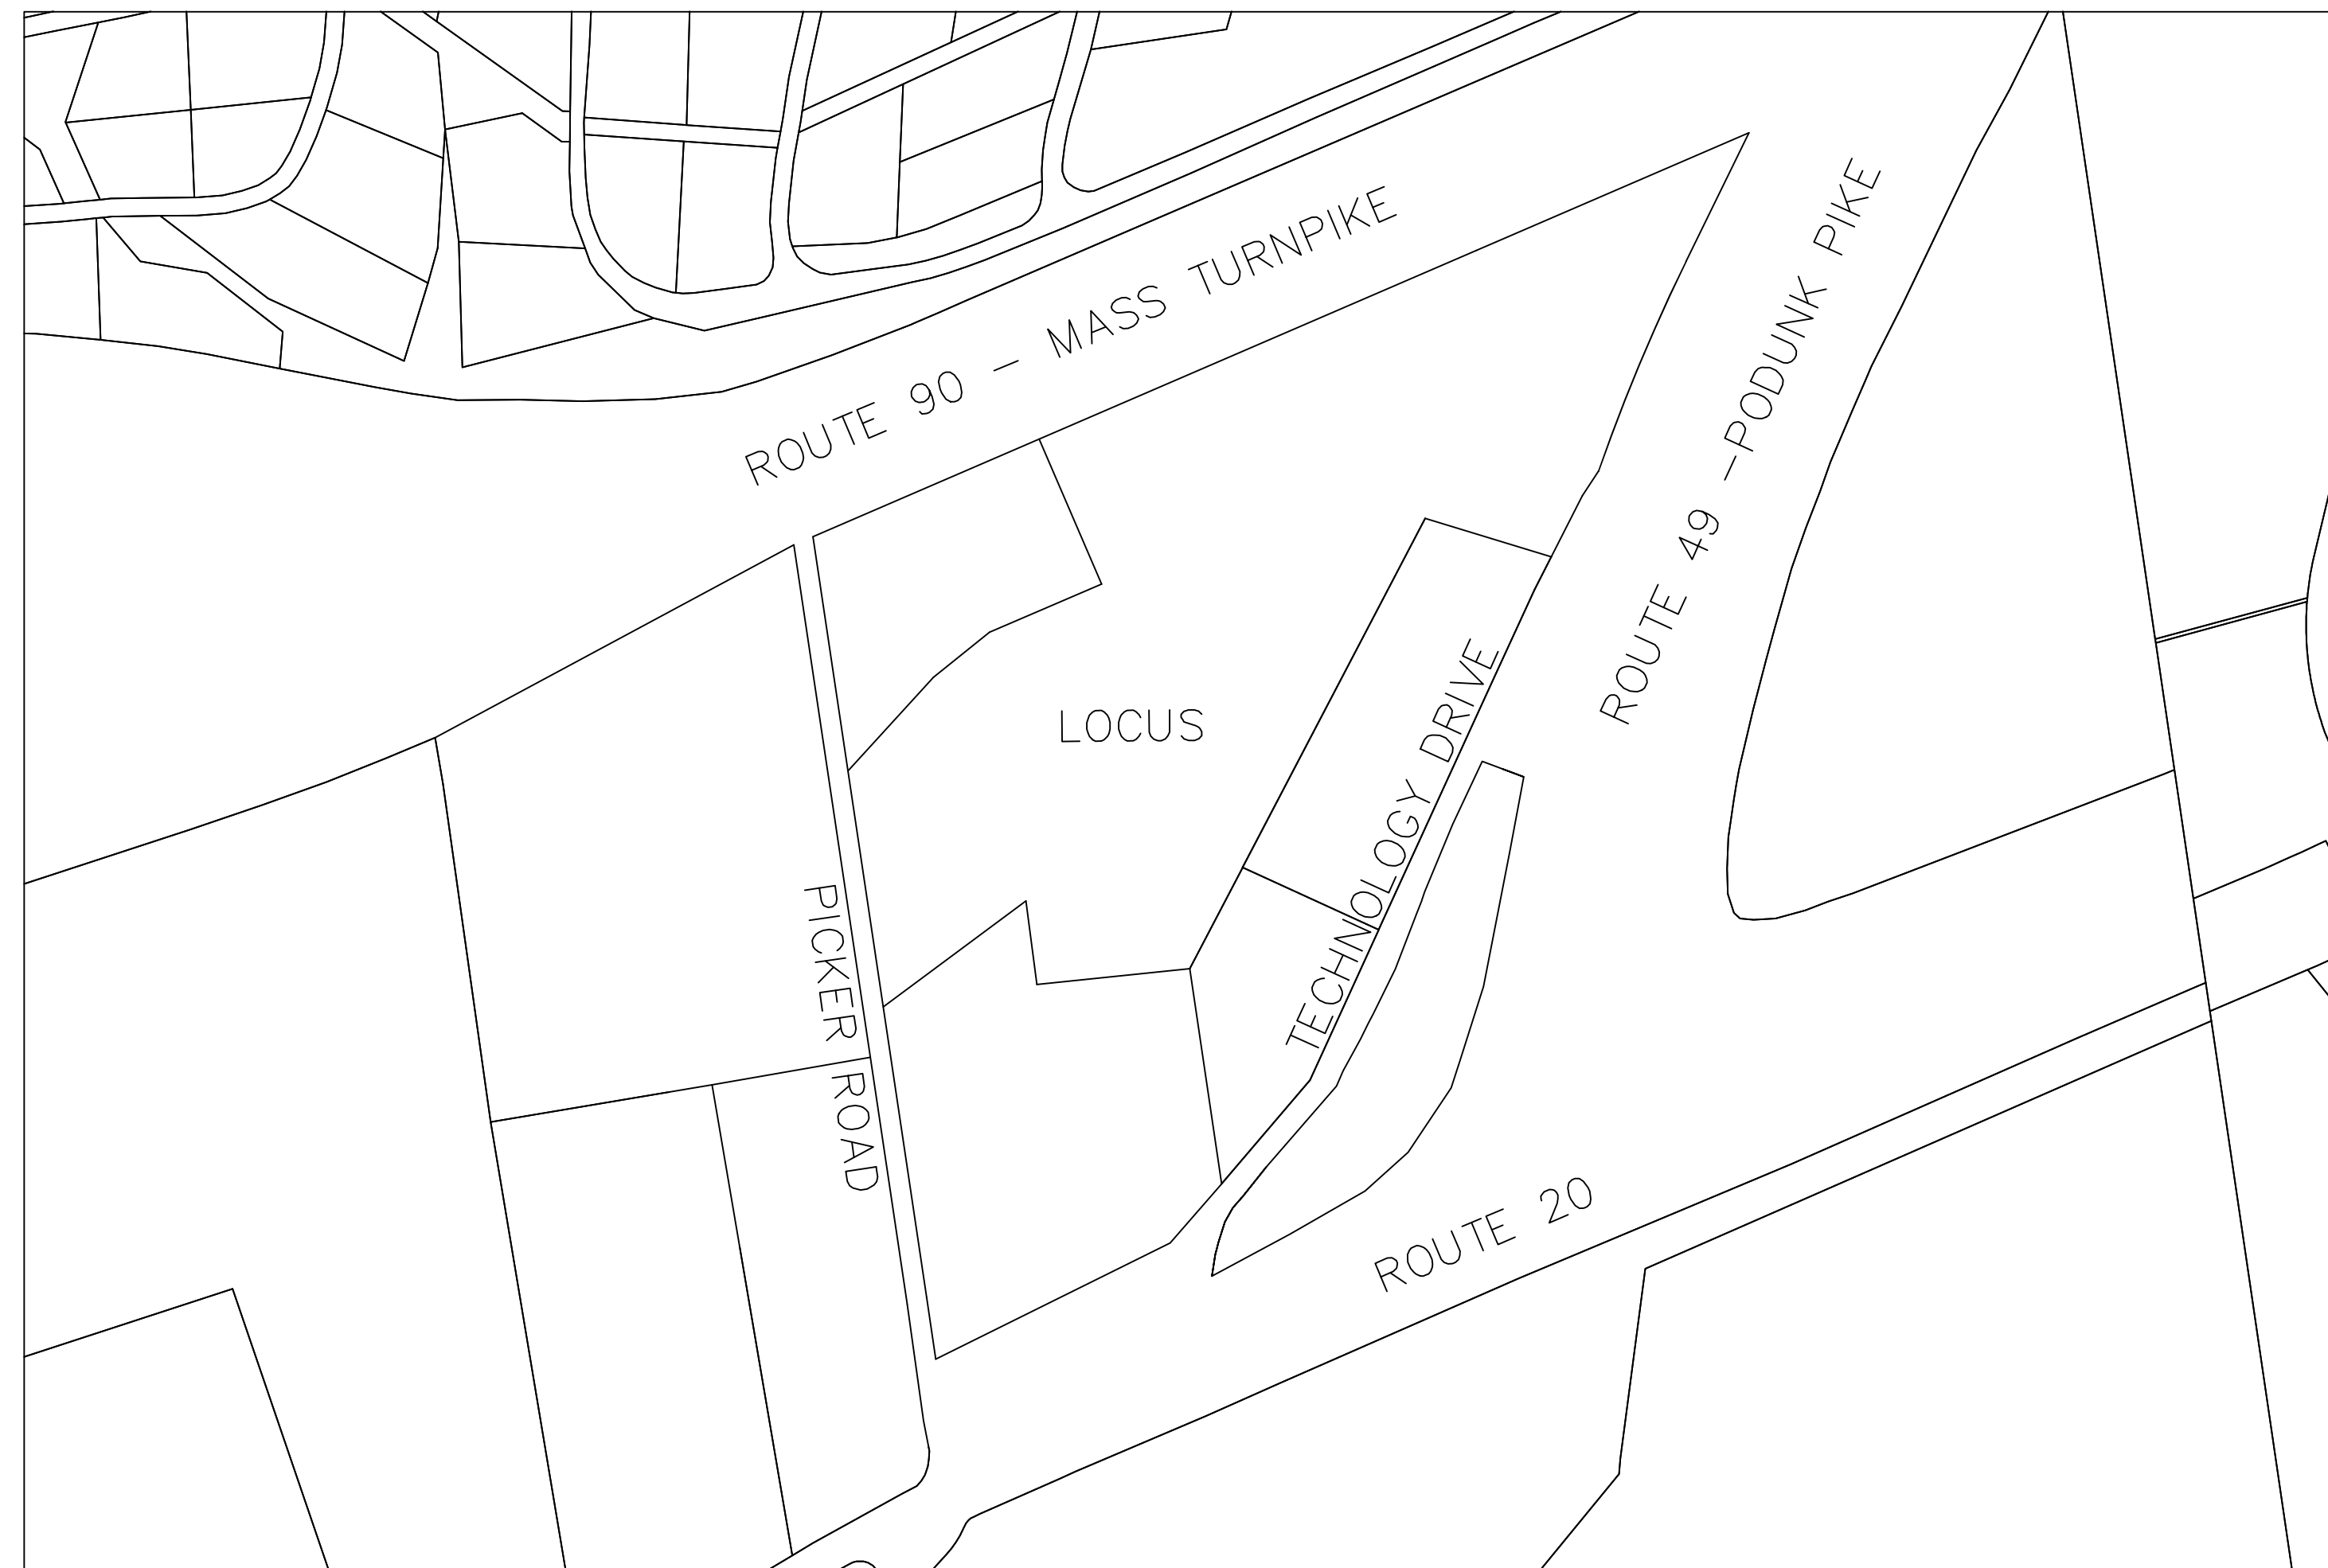 ROUTE 90 — MASS TURNPIKE
ROUTE 49 —PODUNK PIKE
LOCUS
TECHNOLOGY DRIVE
PICKER ROAD
ROUTE 20